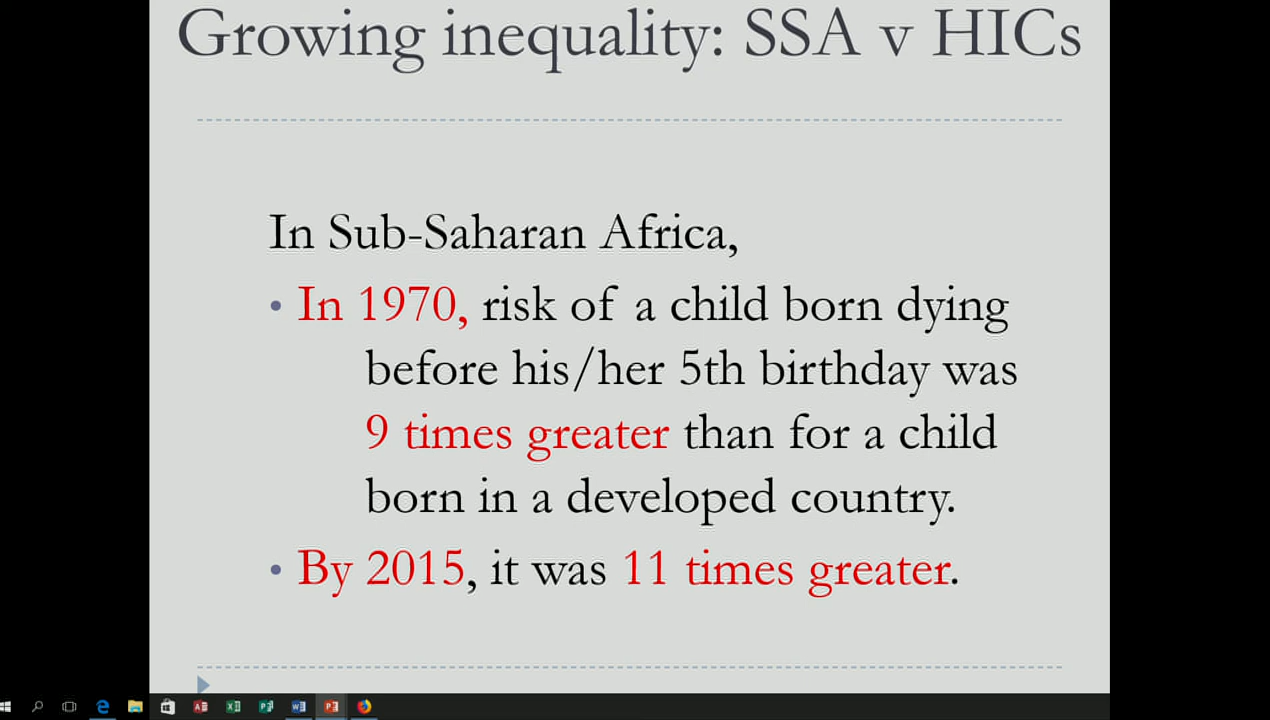 Growing inequality: SSA v HICs
In Sub-Saharan Africa,
• In 1970, risk of a child born dying
before his/her 5th birthday was
9 times greater than for a child
born in a developed country.
• By 2015, it was 11 times greater.